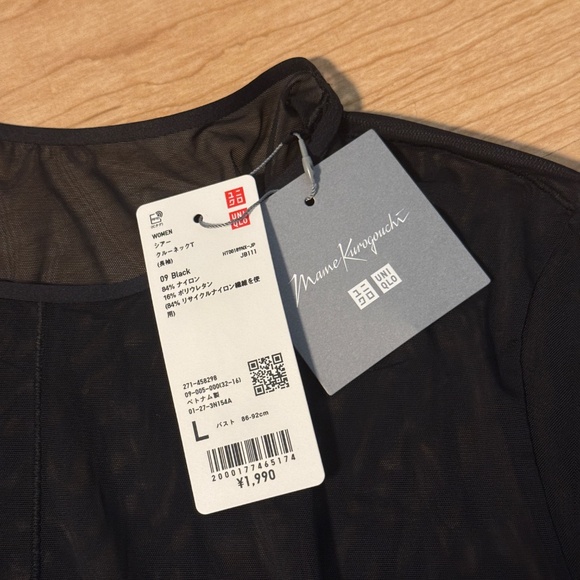 ユニクロ
UNI
QLO
WOMEN
シアー
クルーネックT
(長袖)
JB111
09 Black
84% ナイロン
16% ポリウレタン
(84% リサイクルナイロン繊維を使
用)
271-458298
09-005-000(32-16)
ベトナム製
01-27-3N154A
L バスト 86-92cm
2000177465174
¥1,990
Mame Kurogouchi
ユニクロ
UNI
QLO